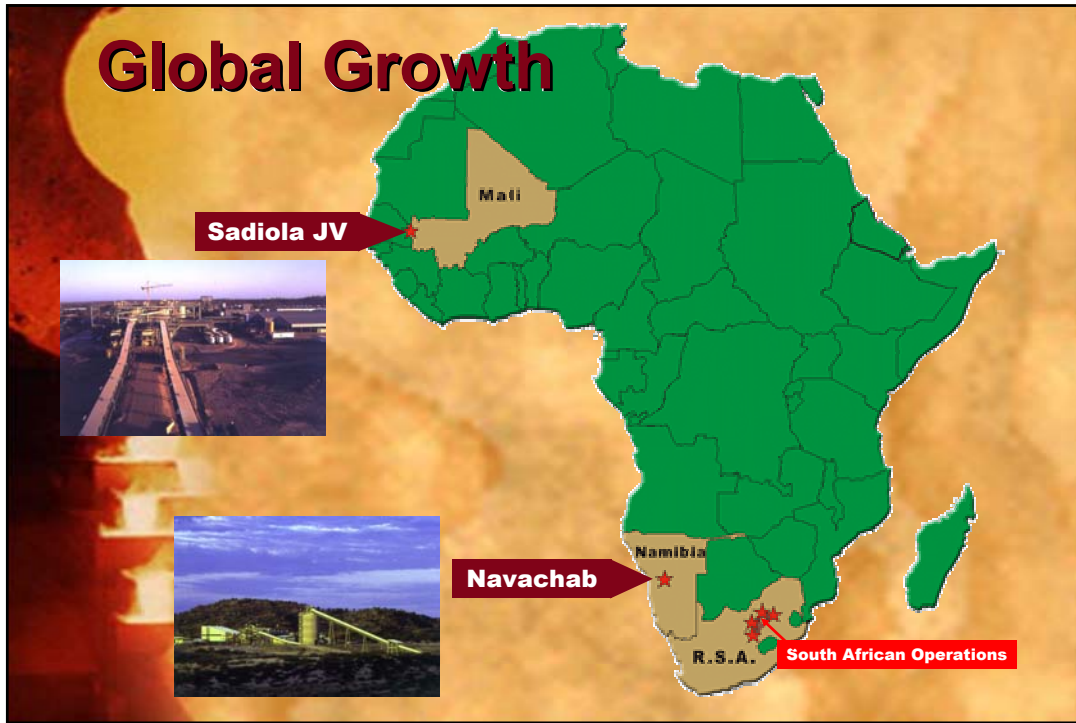 Global Growth
Mali
Sadiola JV
Namibia
Navachab
R.S.A.
South African Operations